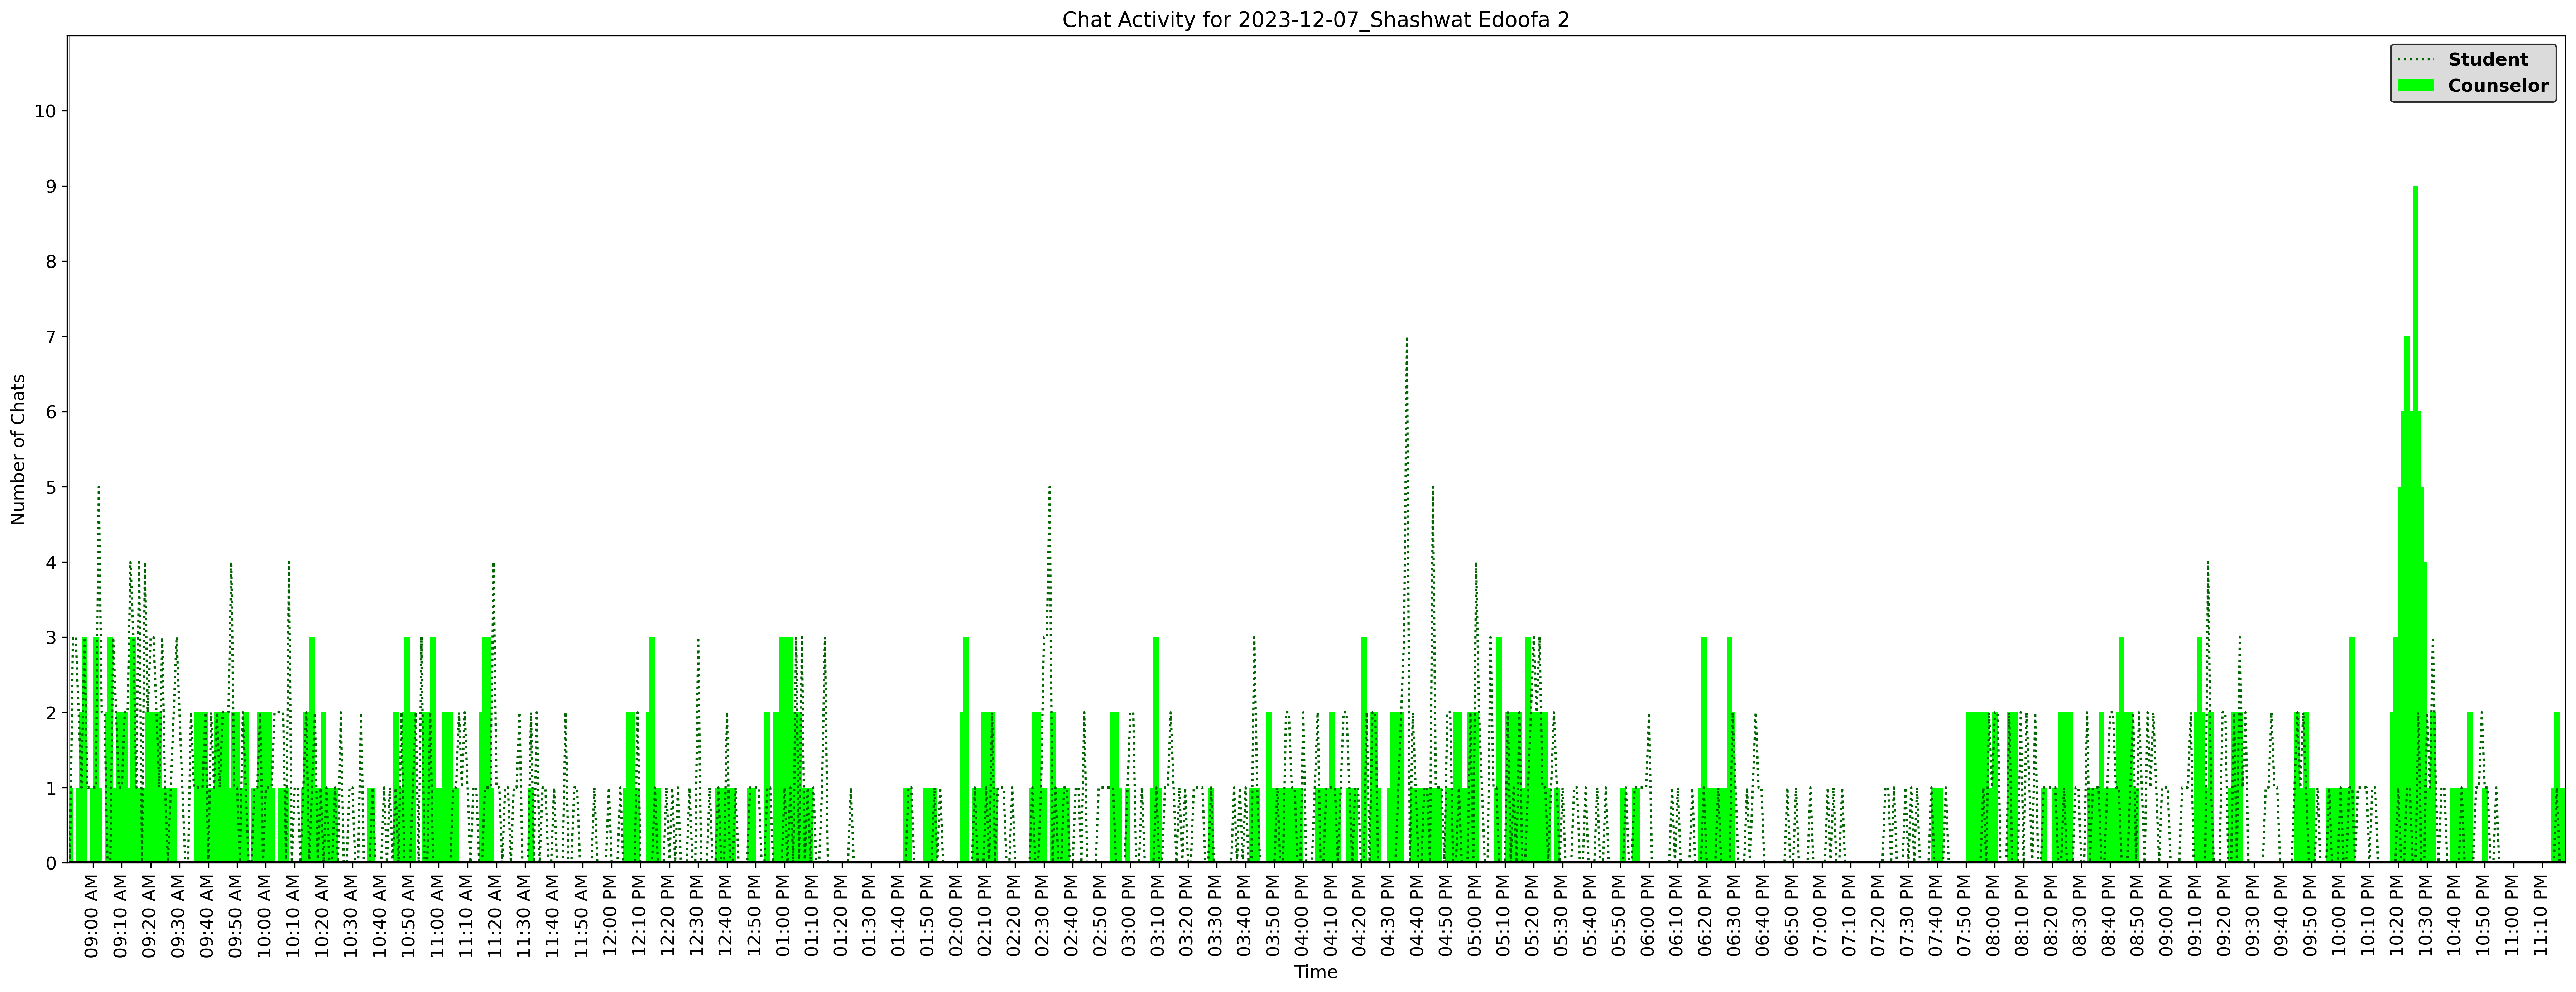 Chat Activity for 2023-12-07_Shashwat Edoofa 2
Student
Counselor
Number of Chats
10
9
8
7
6
5
4
3
2
1
0
09:00 AM
09:10 AM
09:20 AM
09:30 AM
09:40 AM
09:50 AM
10:00 AM
10:10 AM
10:20 AM
10:30 AM
10:40 AM
10:50 AM
11:00 AM
11:10 AM
11:20 AM
11:30 AM
11:40 AM
11:50 AM
12:00 PM
12:10 PM
12:20 PM
12:30 PM
12:40 PM
12:50 PM
01:00 PM
01:10 PM
01:20 PM
01:30 PM
01:40 PM
01:50 PM
02:00 PM
02:10 PM
02:20 PM
02:30 PM
02:40 PM
02:50 PM
03:00 PM
03:10 PM
03:20 PM
03:30 PM
03:40 PM
03:50 PM
04:00 PM
04:10 PM
04:20 PM
04:30 PM
04:40 PM
04:50 PM
05:00 PM
05:10 PM
05:20 PM
05:30 PM
05:40 PM
05:50 PM
06:00 PM
06:10 PM
06:20 PM
06:30 PM
06:40 PM
06:50 PM
07:00 PM
07:10 PM
07:20 PM
07:30 PM
07:40 PM
07:50 PM
08:00 PM
08:10 PM
08:20 PM
08:30 PM
08:40 PM
08:50 PM
09:00 PM
09:10 PM
09:20 PM
09:30 PM
09:40 PM
09:50 PM
10:00 PM
10:10 PM
10:20 PM
10:30 PM
10:40 PM
10:50 PM
11:00 PM
11:10 PM
Time